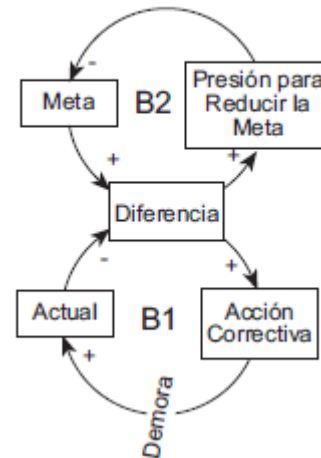 -
Meta
B2
Presión para
Reducir la
Meta
+
+
Diferencia
-
+
Actual
B1
Acción
Correctiva
+
Demora